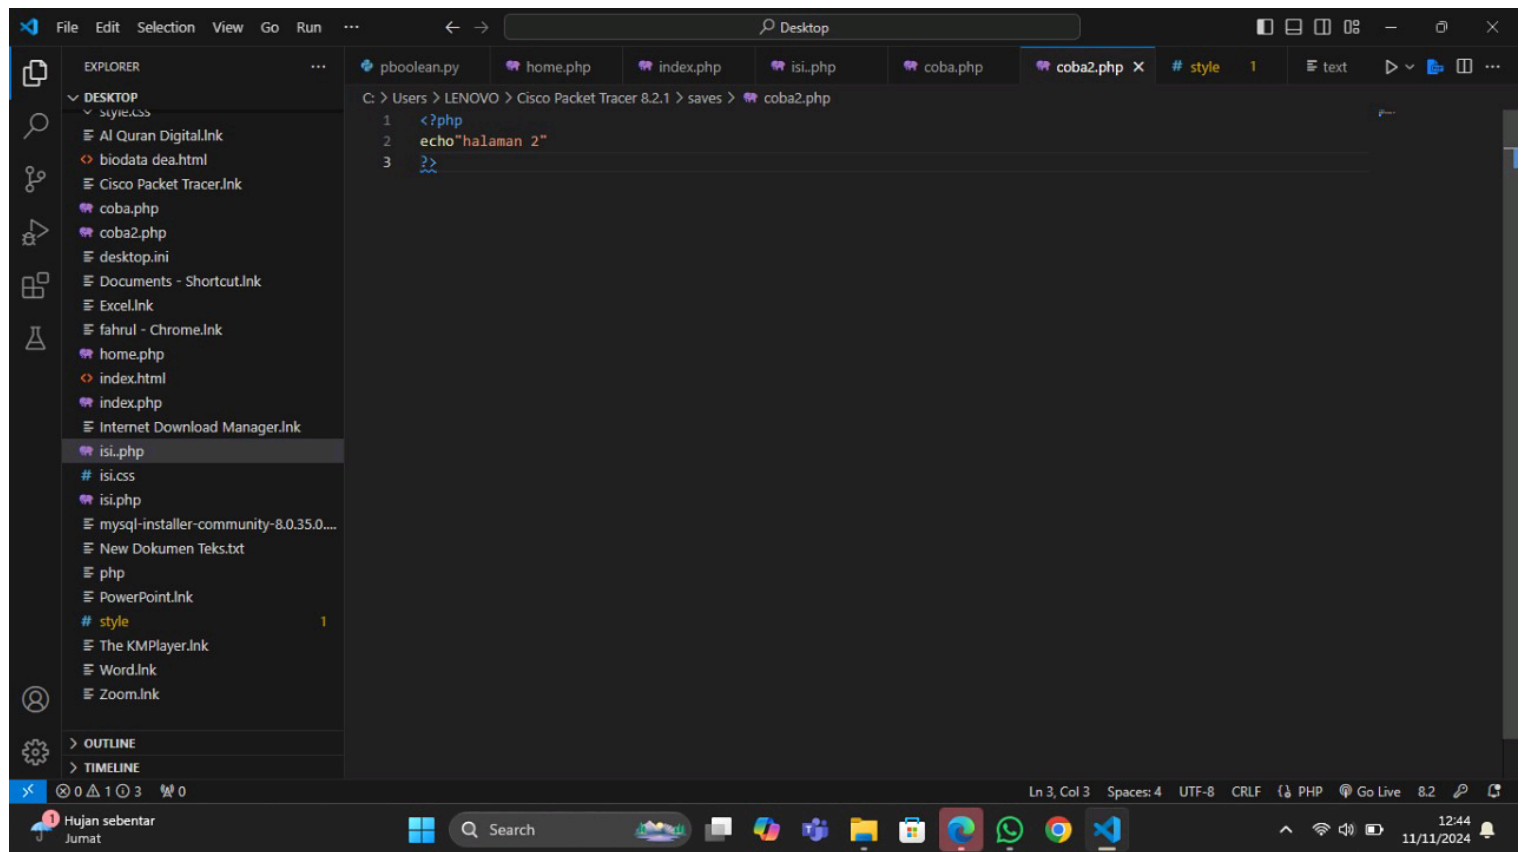 File Edit Selection View Go Run ··· Desktop
EXPLORER ···
pboolean.py home.php index.php isi..php coba.php coba2.php # style 1 text ···
DESKTOP
C: > Users > LENOVO > Cisco Packet Tracer 8.2.1 > saves > coba2.php
style.css
Al Quran Digital.lnk
biodata dea.html
Cisco Packet Tracer.lnk
coba.php
coba2.php
desktop.ini
Documents - Shortcut.lnk
Excel.lnk
fahrul - Chrome.lnk
home.php
index.html
index.php
Internet Download Manager.lnk
isi..php
# isi.css
isi.php
mysql-installer-community-8.0.35.0....
New Dokumen Teks.txt
php
PowerPoint.lnk
# style 1
The KMPlayer.lnk
Word.lnk
Zoom.lnk
OUTLINE
TIMELINE
1 <?php
2 echo"halaman 2"
3 ?>
0 1 3 0 Ln 3, Col 3 Spaces: 4 UTF-8 CRLF PHP Go Live 8.2
1 Hujan sebentar
Jumat
Search
12:44
11/11/2024